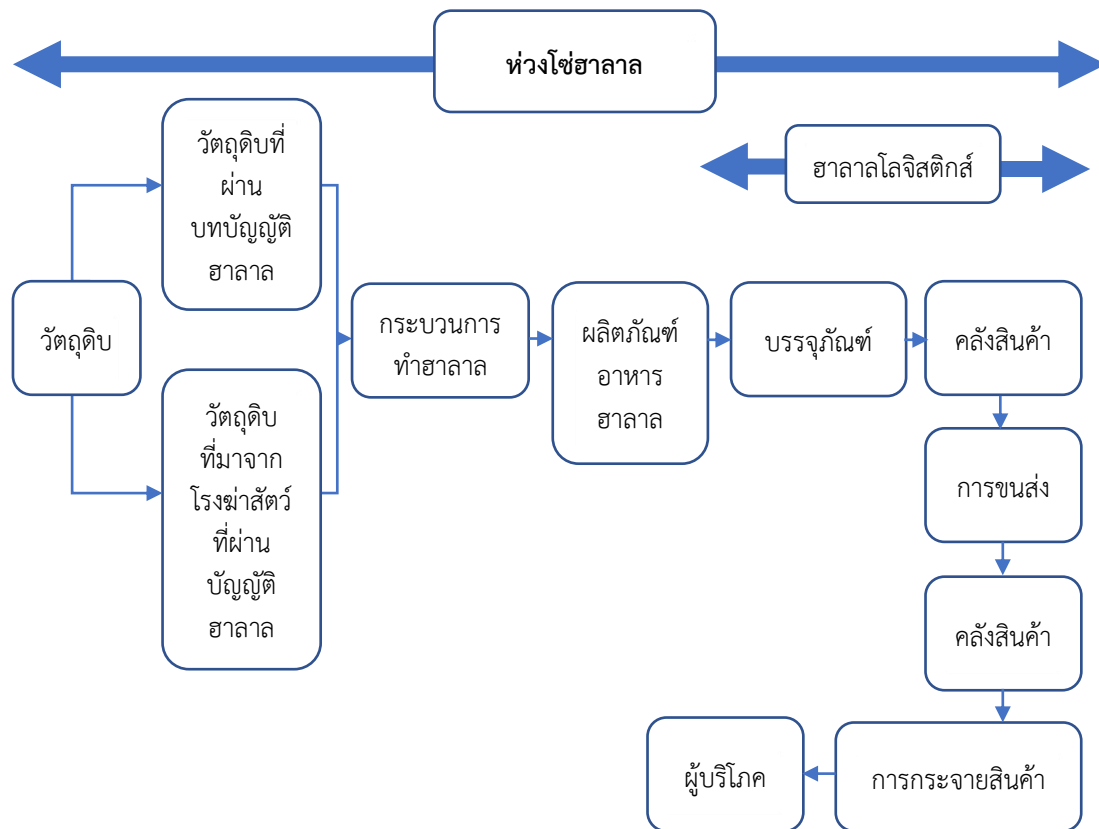 ห่วงโซ่ฮาลาล
ฮาลาลโลจิสติกส์
วัตถุดิบที่
ผ่าน
บทบัญญัติ
ฮาลาล
วัตถุดิบ
วัตถุดิบ
ที่มาจาก
โรงฆ่าสัตว์
ที่ผ่าน
บัญญัติ
ฮาลาล
กระบวนการ
ทำฮาลาล
ผลิตภัณฑ์
อาหาร
ฮาลาล
บรรจุภัณฑ์
คลังสินค้า
การขนส่ง
คลังสินค้า
การกระจายสินค้า
ผู้บริโภค